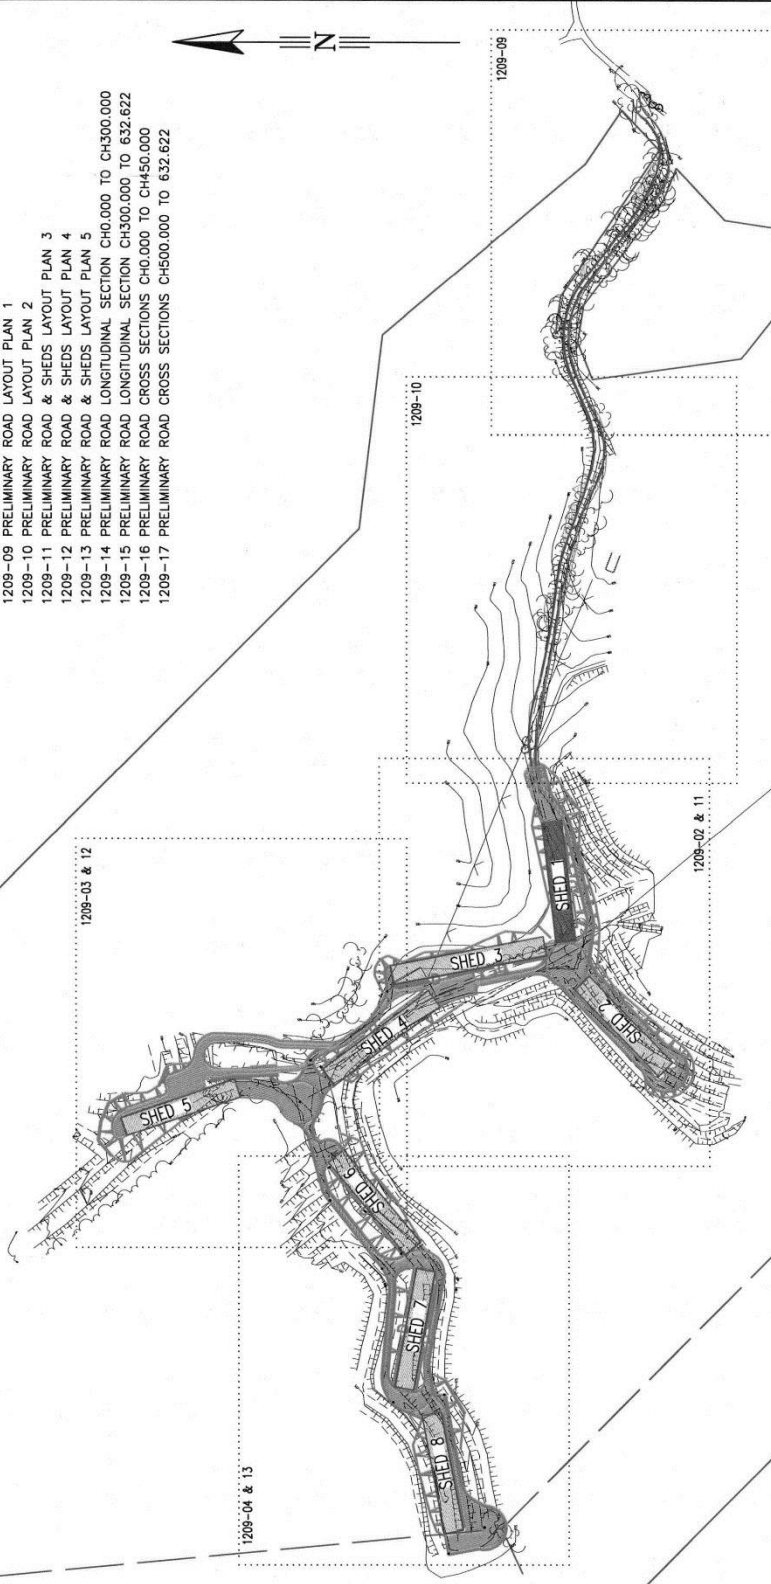 1209-09 PRELIMINARY ROAD LAYOUT PLAN 1
1209-10 PRELIMINARY ROAD LAYOUT PLAN 2
1209-11 PRELIMINARY ROAD & SHEDS LAYOUT PLAN 3
1209-12 PRELIMINARY ROAD & SHEDS LAYOUT PLAN 4
1209-13 PRELIMINARY ROAD & SHEDS LAYOUT PLAN 5
1209-14 PRELIMINARY ROAD LONGITUDINAL SECTION CH0.000 TO CH300.000
1209-15 PRELIMINARY ROAD LONGITUDINAL SECTION CH300.000 TO 632.622
1209-16 PRELIMINARY ROAD CROSS SECTIONS CH0.000 TO CH450.000
1209-17 PRELIMINARY ROAD CROSS SECTIONS CH500.000 TO 632.622
N
1209-09
1209-10
1209-03 & 12
1209-02 & 11
1209-04 & 13
SHED 1
SHED 2
SHED 3
SHED 4
SHED 5
SHED 6
SHED 7
SHED 8